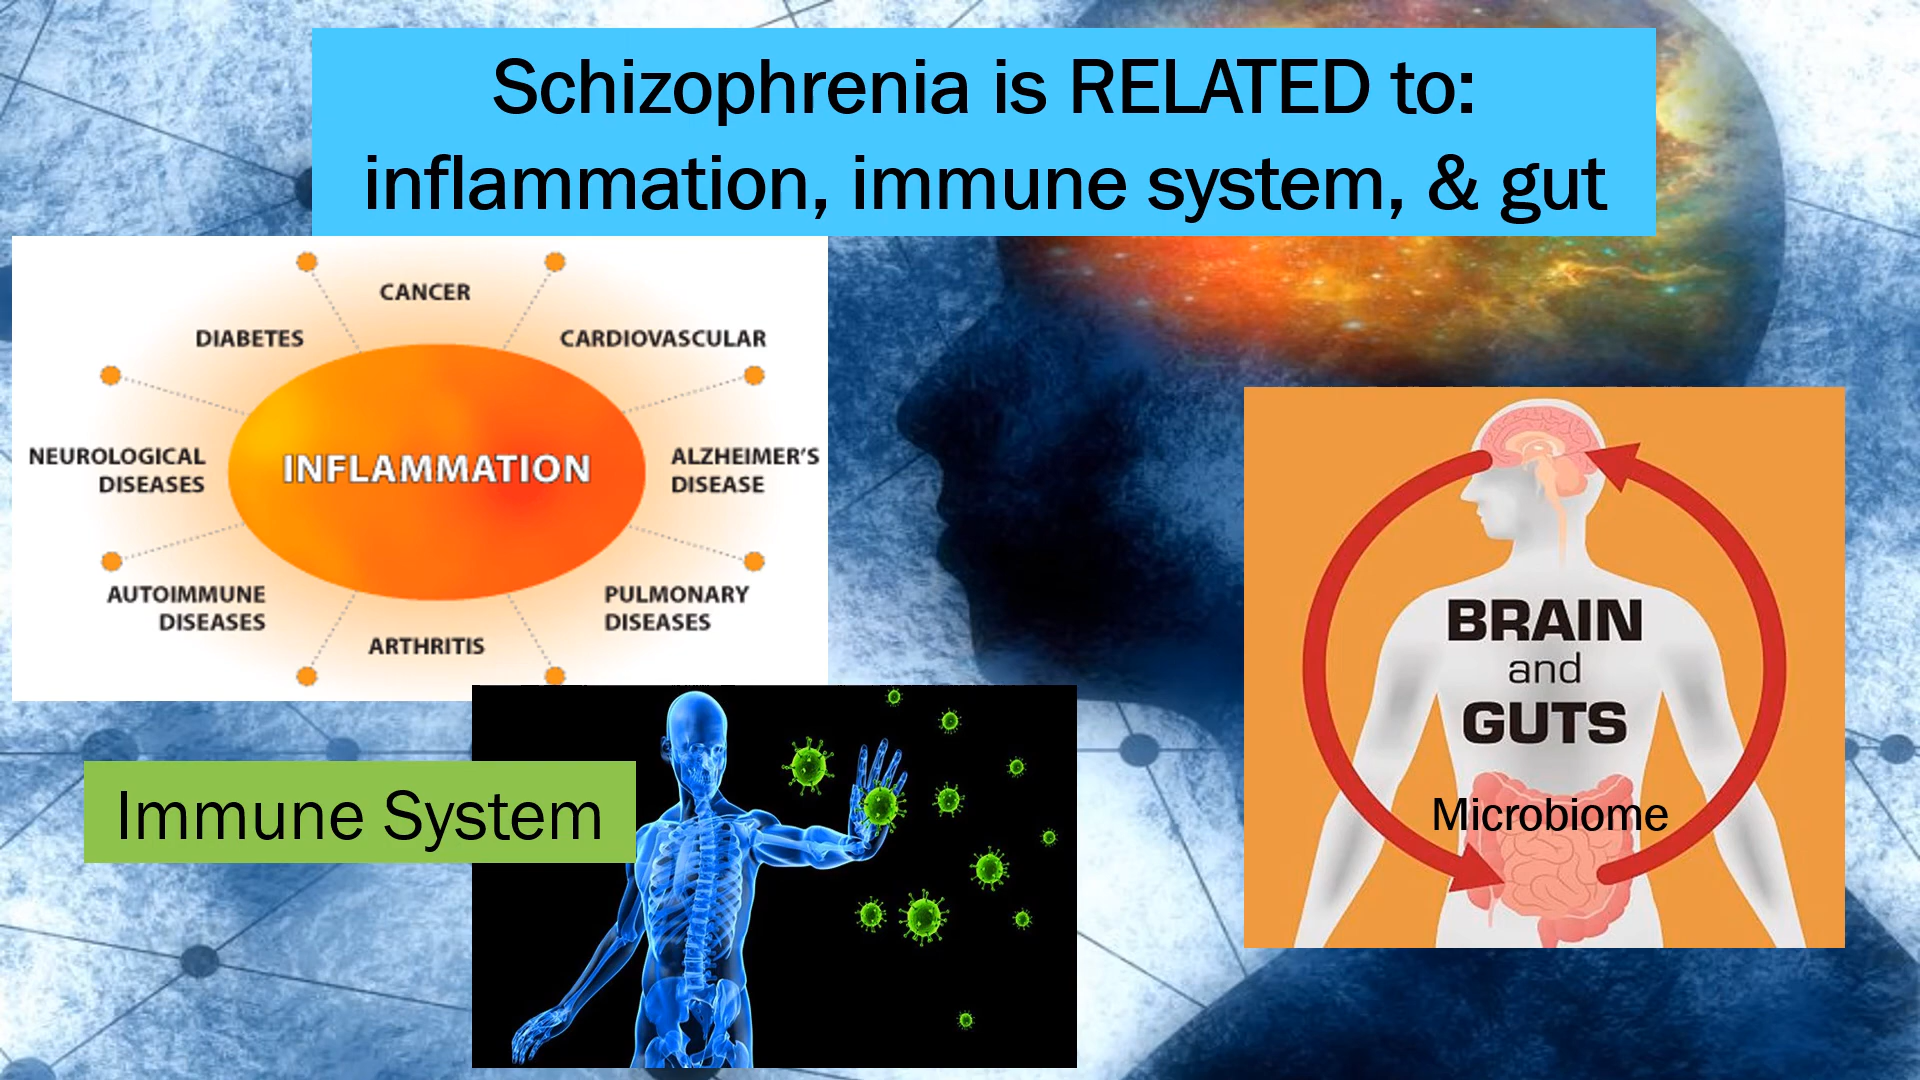 Schizophrenia is RELATED to:
inflammation, immune system, & gut
CANCER
DIABETES
CARDIOVASCULAR
NEUROLOGICAL
DISEASES
INFLAMMATION
ALZHEIMER'S
DISEASE
AUTOIMMUNE
DISEASES
PULMONARY
DISEASES
ARTHRITIS
Immune System
BRAIN
and
GUTS
Microbiome